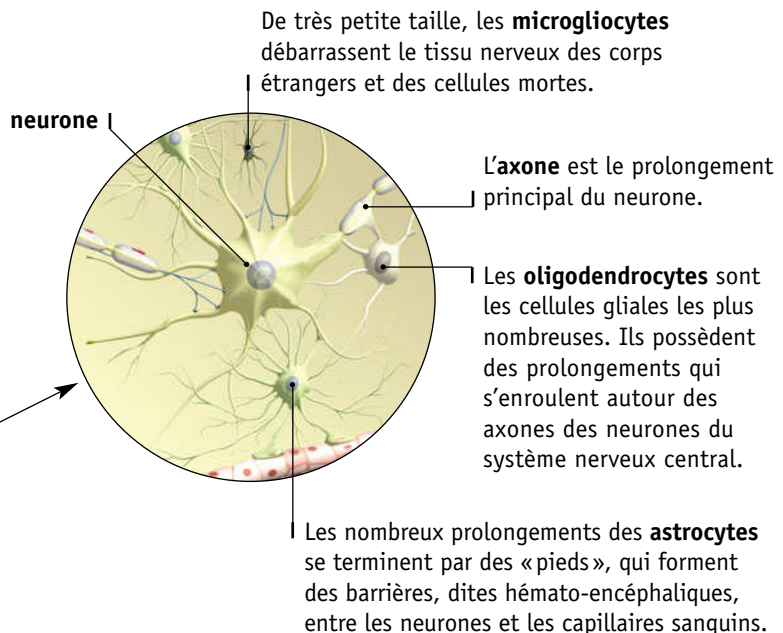 De très petite taille, les microgliocytes
débarrassent le tissu nerveux des corps
étrangers et des cellules mortes.
neurone
L'axone est le prolongement
principal du neurone.
Les oligodendrocytes sont
les cellules gliales les plus
nombreuses. Ils possèdent
des prolongements qui
s'enroulent autour des
axones des neurones du
système nerveux central.
Les nombreux prolongements des astrocytes
se terminent par des « pieds », qui forment
des barrières, dites hémato-encéphaliques,
entre les neurones et les capillaires sanguins.